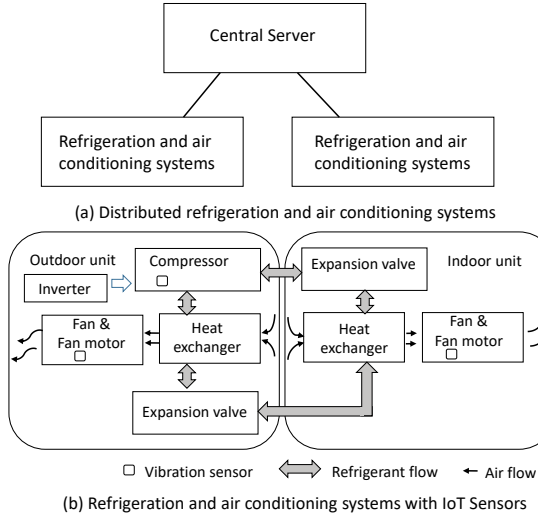 Central Server
Refrigeration and air
conditioning systems
Refrigeration and air
conditioning systems
(a) Distributed refrigeration and air conditioning systems
Outdoor unit
Compressor
Inverter
Fan &
Fan motor
Heat
exchanger
Expansion valve
Expansion valve
Indoor unit
Heat
exchanger
Fan &
Fan motor
Vibration sensor
Refrigerant flow
Air flow
(b) Refrigeration and air conditioning systems with IoT Sensors